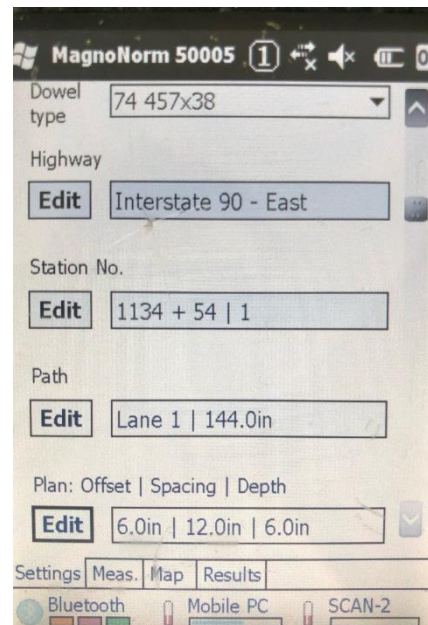 MagnoNorm 50005 1
Dowel
type
74 457x38
Highway
Edit
Interstate 90 - East
Station No.
Edit
1134 + 54 | 1
Path
Edit
Lane 1 | 144.0in
Plan: Offset | Spacing | Depth
Edit
6.0in | 12.0in | 6.0in
Settings Meas. Map Results
Bluetooth Mobile PC SCAN-2